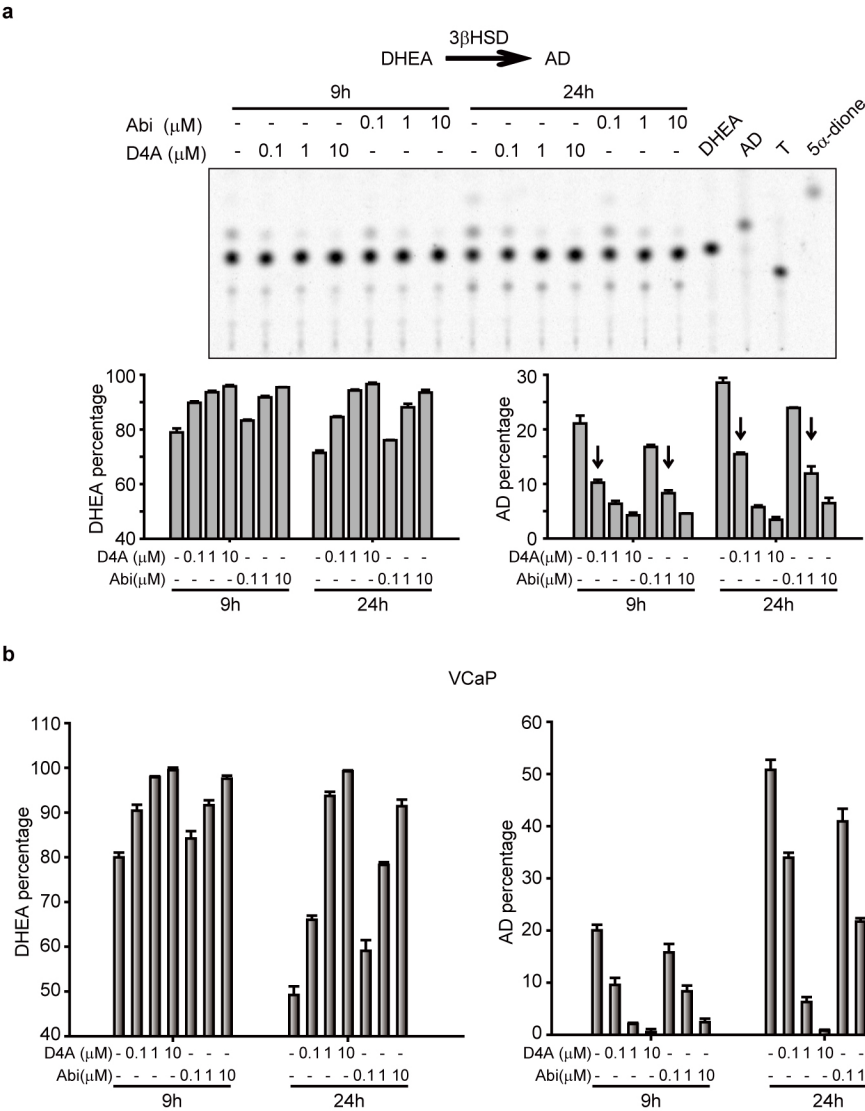 a
3βHSD
DHEA AD
9h 24h
Abi (μM) - - - - 0.1 1 10 - - - - 0.1 1 10
D4A (μM) - 0.1 1 10 - - - - 0.1 1 10 - - -
DHEA AD T 5α-dione
100
80
60
40
DHEA percentage
D4A (μM) - 0.1 1 10 - - - - 0.1 1 10 - - -
Abi(μM) - - - - 0.1 1 10 - - - - 0.1 1 10
9h 24h
30
20
10
0
AD percentage
D4A(μM) - 0.1 1 10 - - - - 0.1 1 10 - - -
Abi(μM) - - - - 0.1 1 10 - - - - 0.1 1 10
9h 24h
b
VCaP
110
100
90
80
70
60
50
40
DHEA percentage
D4A (μM) - 0.1 1 10 - - - - 0.1 1 10 - - -
Abi(μM) - - - - 0.1 1 10 - - - - 0.1 1 10
9h 24h
60
50
40
30
20
10
0
AD percentage
D4A (μM) - 0.1 1 10 - - - - 0.1 1 10 - -
Abi(μM) - - - - 0.1 1 10 - - - - 0.1 1
9h 24h